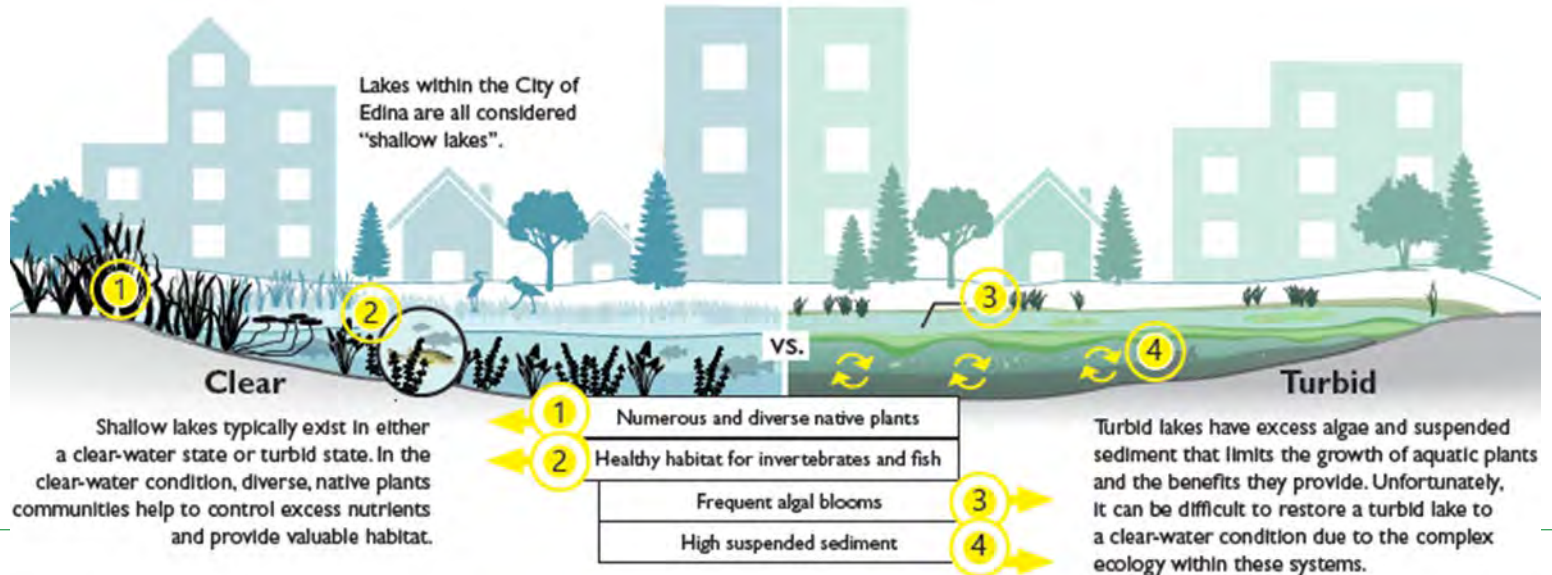 Lakes within the City of
Edina are all considered
“shallow lakes”.
1
2
3
4
vs.
Clear
Shallow lakes typically exist in either
a clear-water state or turbid state. In the
clear-water condition, diverse, native plants
communities help to control excess nutrients
and provide valuable habitat.
1 Numerous and diverse native plants
2 Healthy habitat for invertebrates and fish
Frequent algal blooms 3
High suspended sediment 4
Turbid
Turbid lakes have excess algae and suspended
sediment that limits the growth of aquatic plants
and the benefits they provide. Unfortunately,
it can be difficult to restore a turbid lake to
a clear-water condition due to the complex
ecology within these systems.